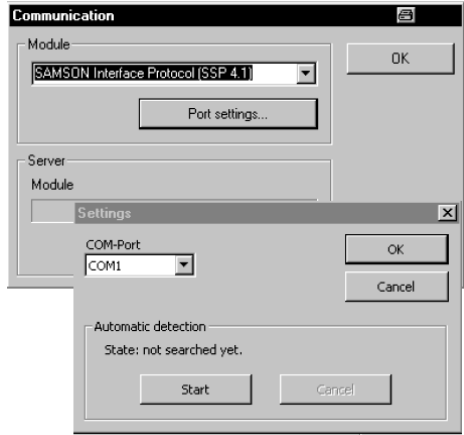 Communication
Module
SAMSON Interface Protocol (SSP 4.1)
OK
Port settings...
Server
Module
Settings
COM-Port
COM1
OK
Cancel
Automatic detection
State: not searched yet.
Start
Cancel